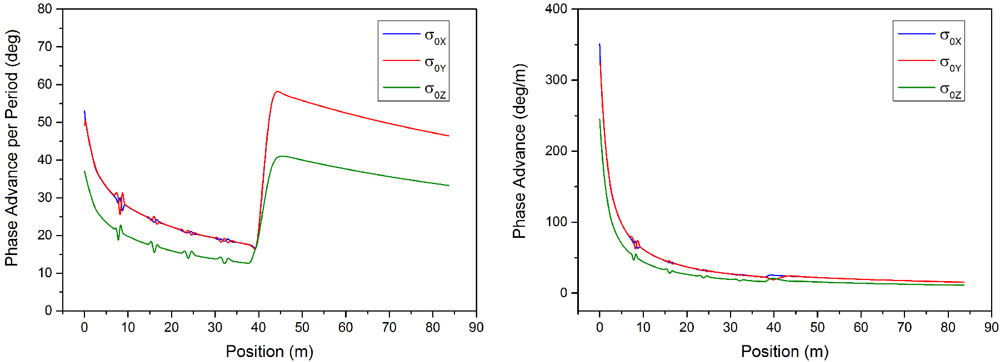 Phase Advance per Period (deg)
80
70
60
50
40
30
20
10
0
σ0X
σ0Y
σ0Z
0 10 20 30 40 50 60 70 80 90
Position (m)
Phase Advance (deg/m)
400
300
200
100
0
σ0X
σ0Y
σ0Z
0 10 20 30 40 50 60 70 80 90
Position (m)